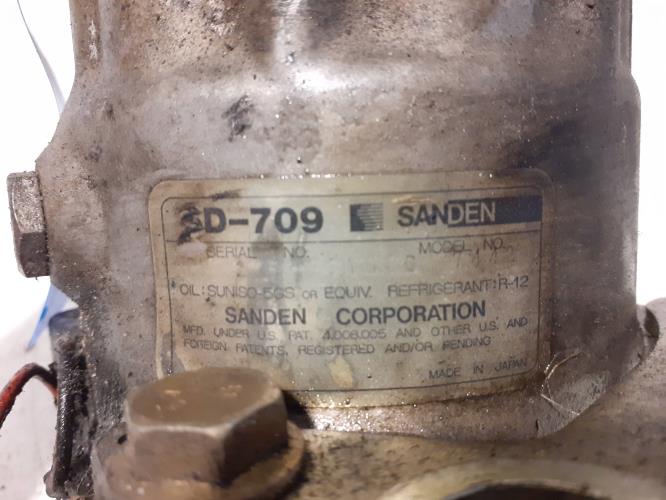 SD-709 SANDEN
SERIAL NO. MODEL NO.
OIL: SUNISO-5GS OR EQUIV. REFRIGERANT: R-12
SANDEN CORPORATION
MFD. UNDER U.S. PAT. 4,006,005 AND OTHER U.S. AND
FOREIGN PATENTS, REGISTERED AND/OR PENDING
MADE IN JAPAN